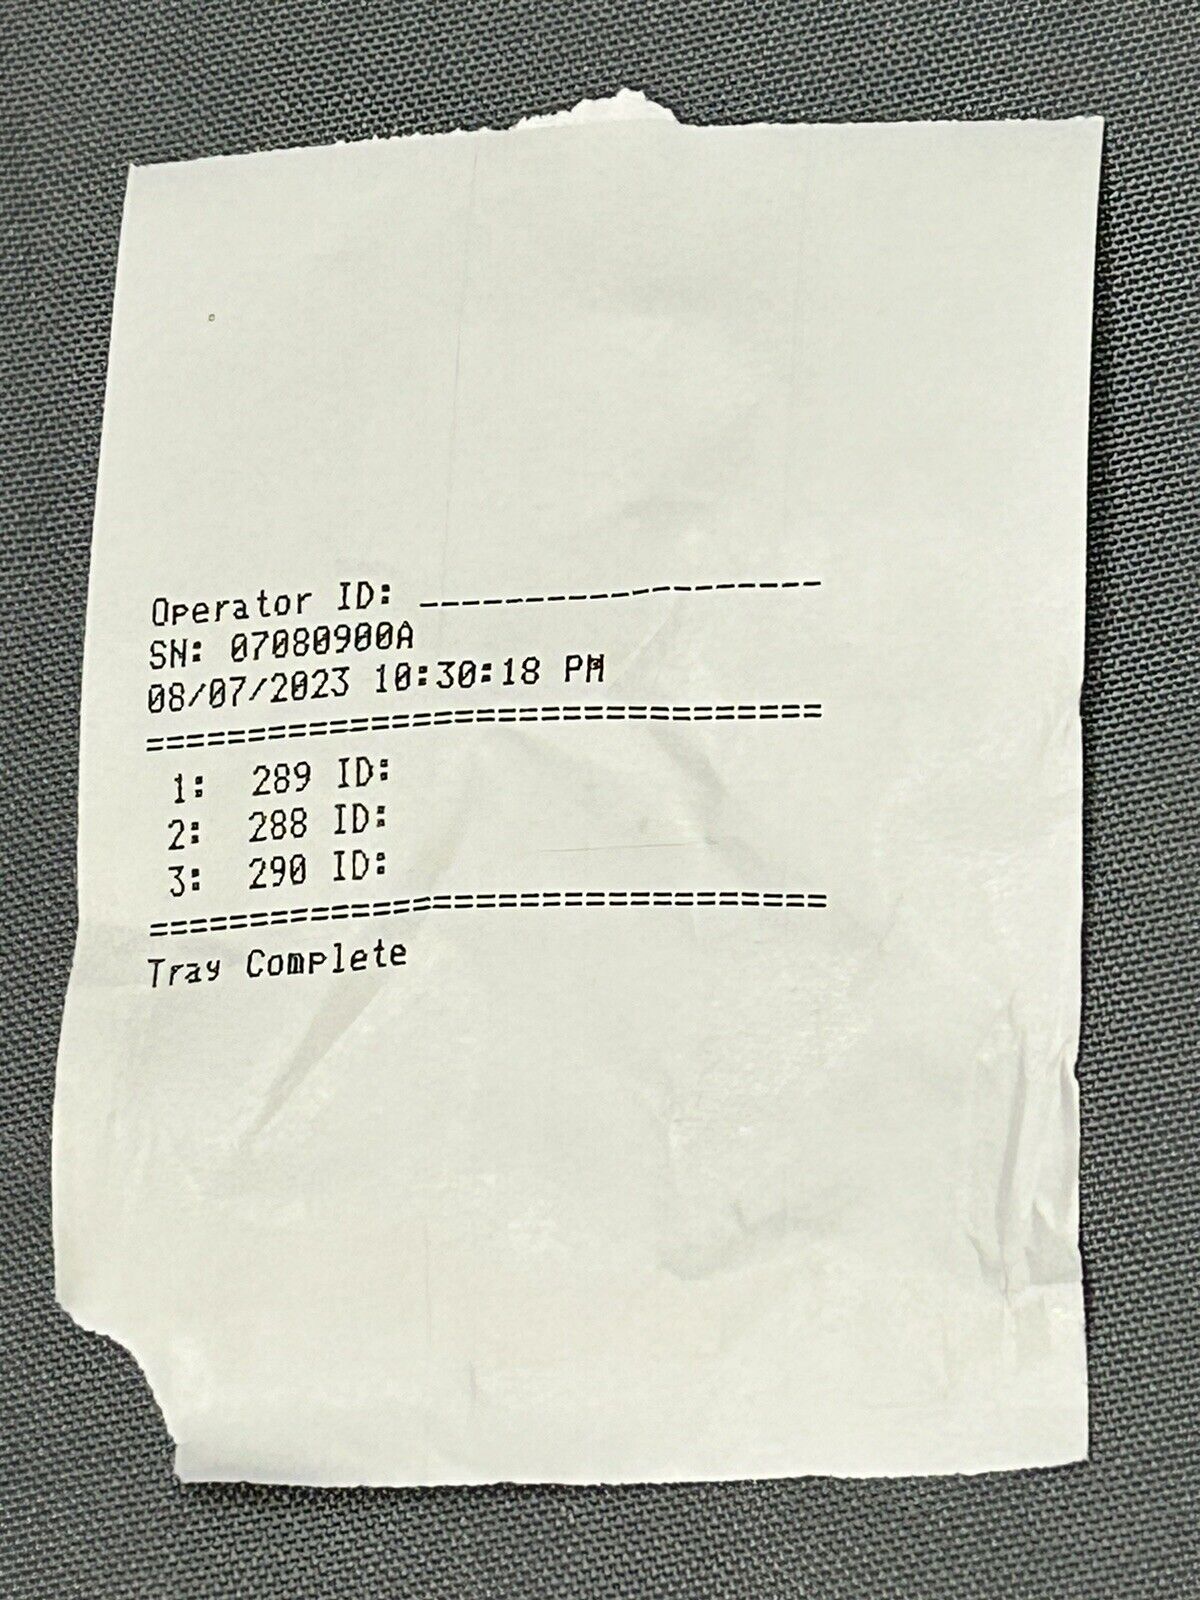 Operator ID: --------------------
SN: 07080900A
08/07/2023 10:30:18 PM
==================================
1: 289 ID:
2: 288 ID:
3: 290 ID:
==================================
Tray Complete